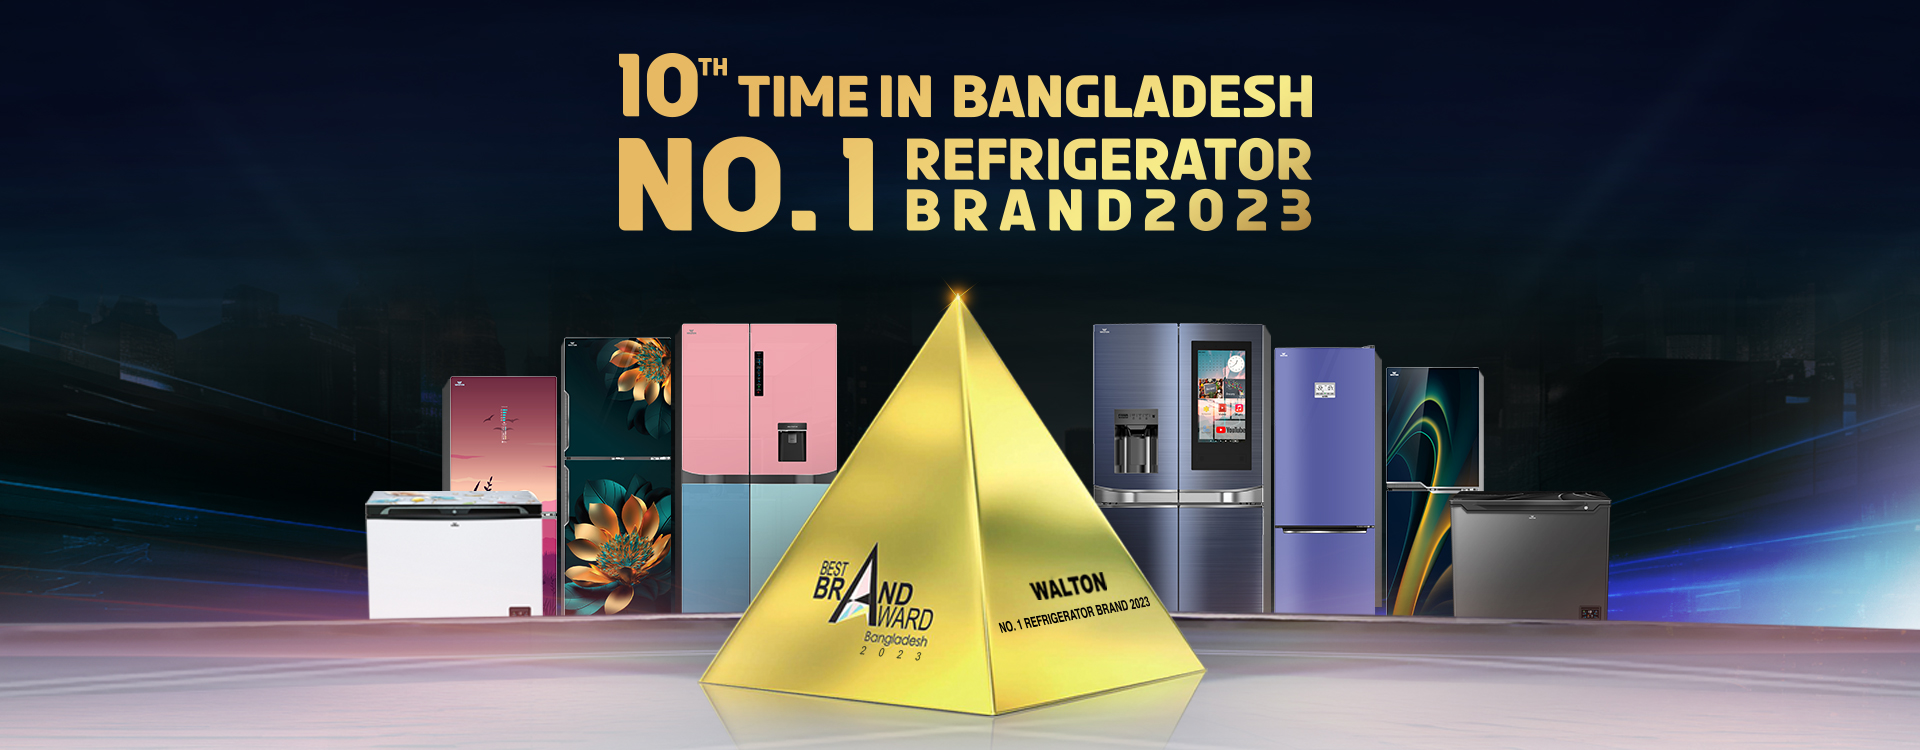 10TH TIME IN BANGLADESH
NO. 1 REFRIGERATOR
BRAND 2023
BEST
BRAND
AWARD
Bangladesh
2023
WALTON
NO. 1 REFRIGERATOR BRAND 2023
YouTube